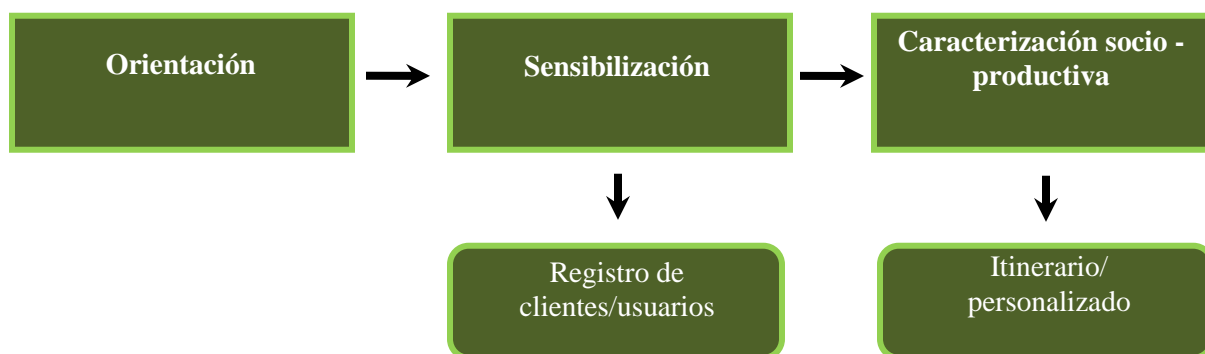 Orientación
Sensibilización
Caracterización socio -
productiva
Registro de
clientes/usuarios
Itinerario/
personalizado